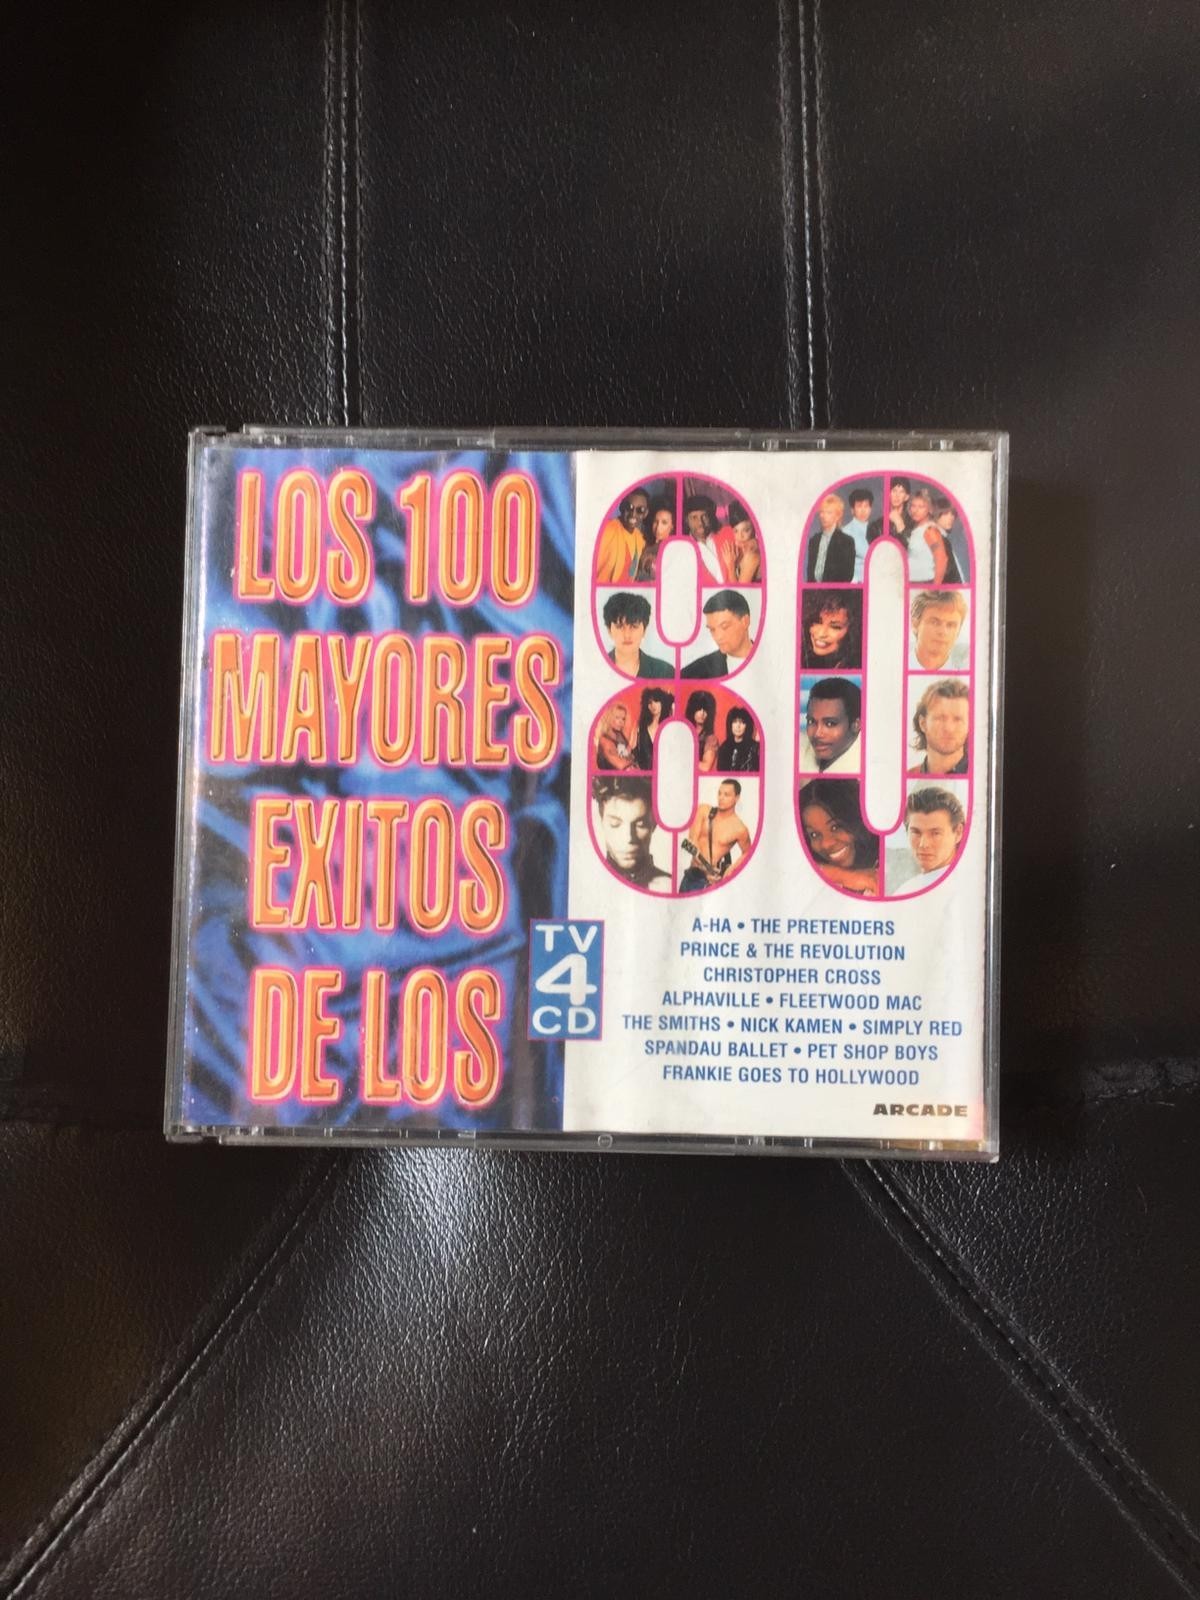 LOS 100
MAYORES
EXITOS
DE LOS
80
TV
4
CD
A-HA • THE PRETENDERS
PRINCE & THE REVOLUTION
CHRISTOPHER CROSS
ALPHAVILLE • FLEETWOOD MAC
THE SMITHS • NICK KAMEN • SIMPLY RED
SPANDAU BALLET • PET SHOP BOYS
FRANKIE GOES TO HOLLYWOOD
ARCADE